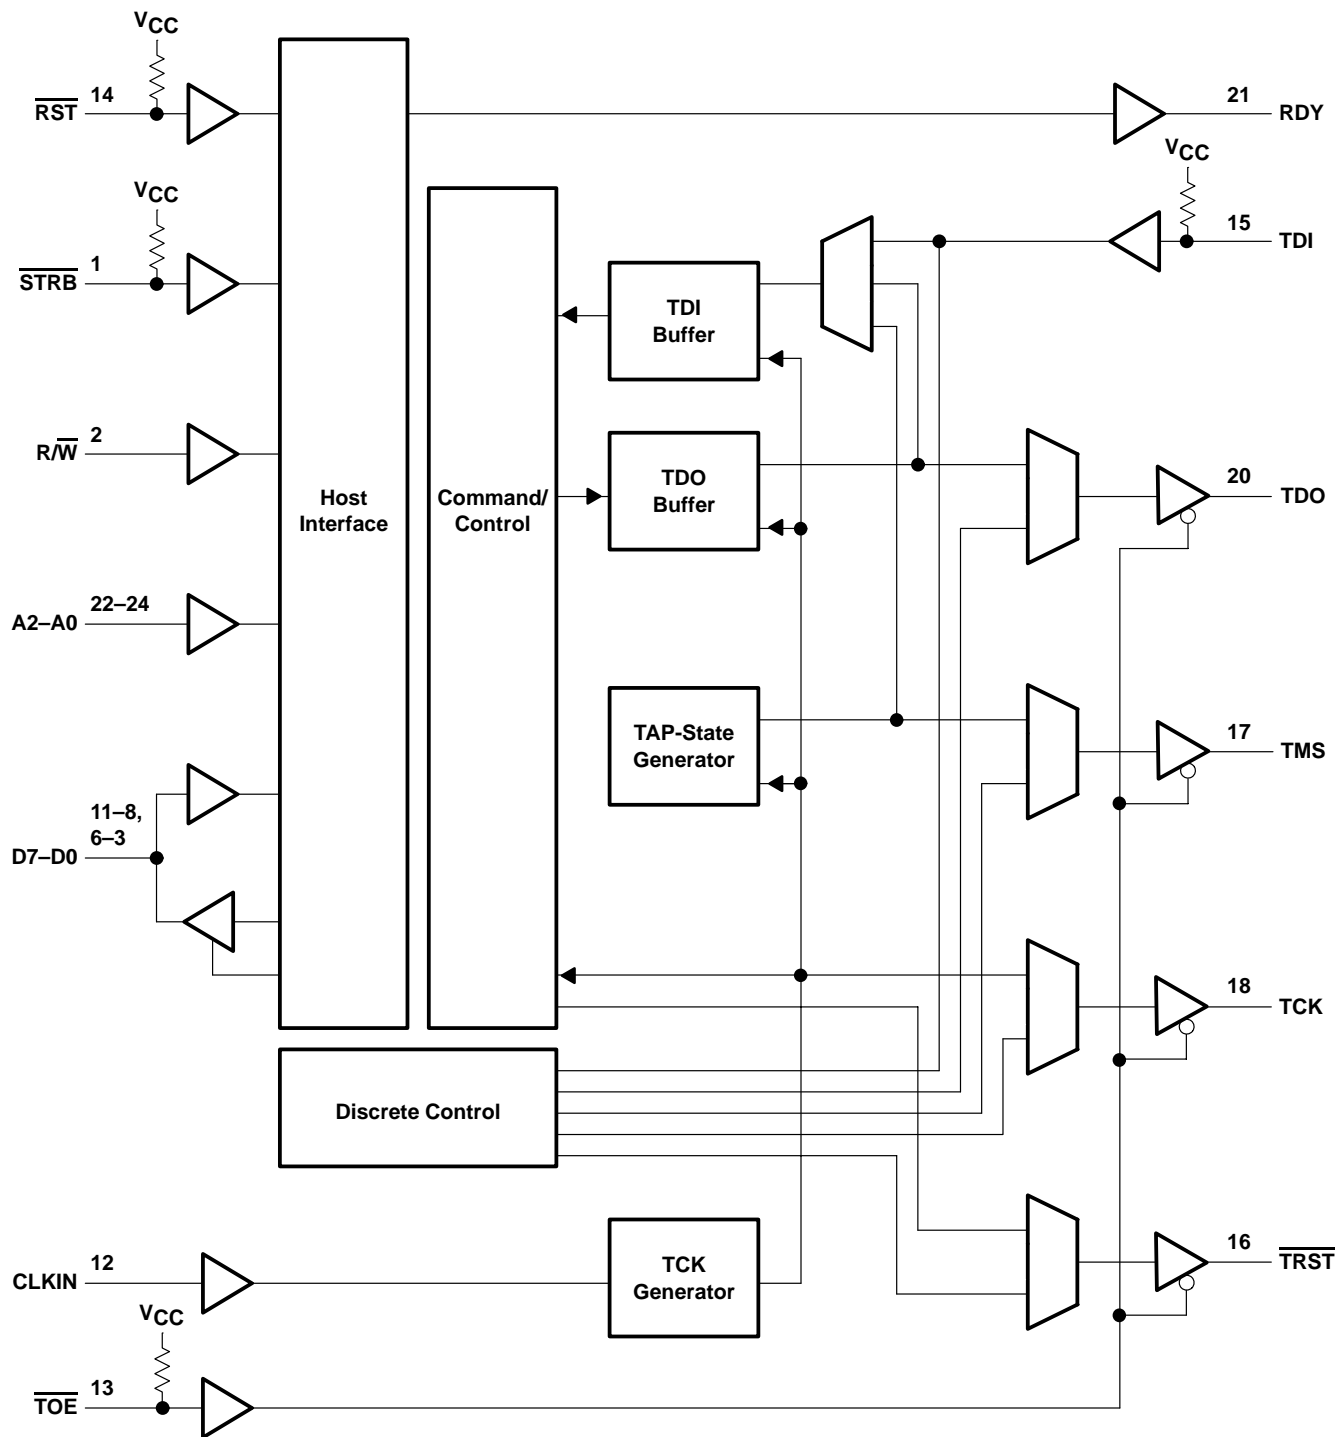 VCC
14
RST
21
RDY
VCC
VCC
1
STRB
15
TDI
TDI
Buffer
2
R/W
Host
Interface
Command/
Control
TDO
Buffer
20
TDO
22–24
A2–A0
TAP-State
Generator
17
TMS
11–8,
6–3
D7–D0
18
TCK
Discrete Control
12
CLKIN
TCK
Generator
16
TRST
VCC
13
TOE